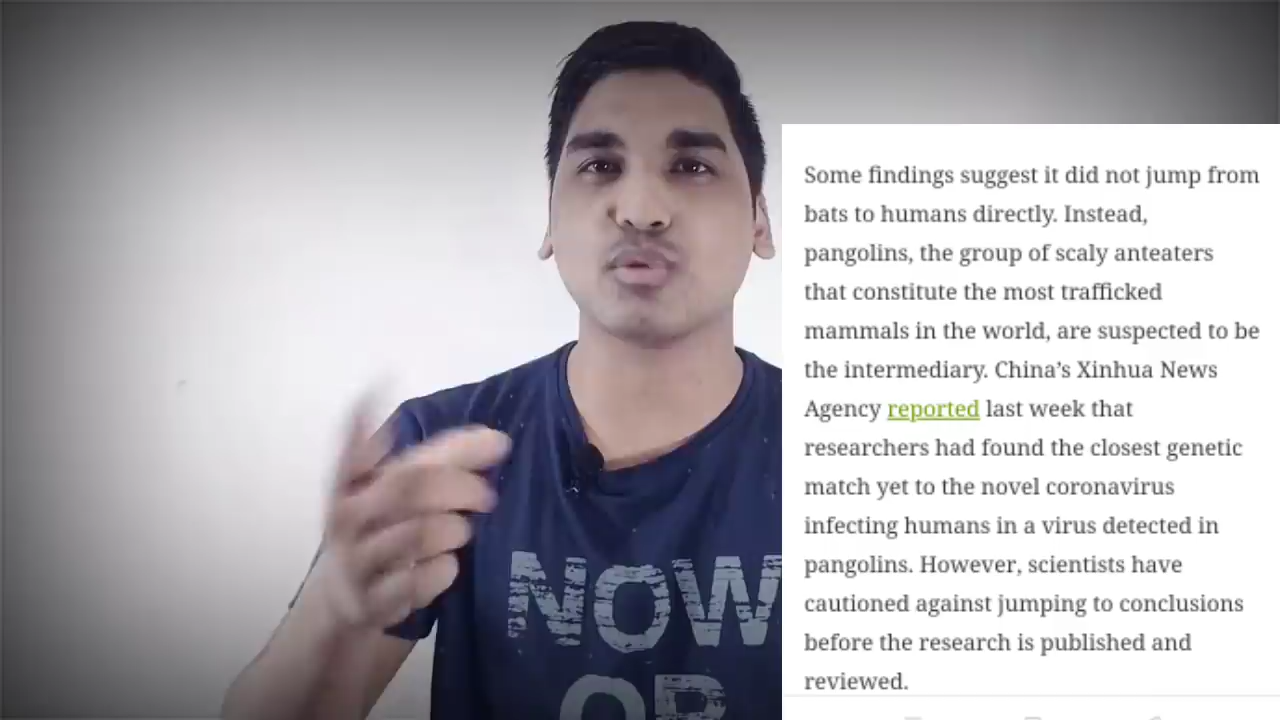 Some findings suggest it did not jump from
bats to humans directly. Instead,
pangolins, the group of scaly anteaters
that constitute the most trafficked
mammals in the world, are suspected to be
the intermediary. China’s Xinhua News
Agency reported last week that
researchers had found the closest genetic
match yet to the novel coronavirus
infecting humans in a virus detected in
pangolins. However, scientists have
cautioned against jumping to conclusions
before the research is published and
reviewed.
NOW
OR